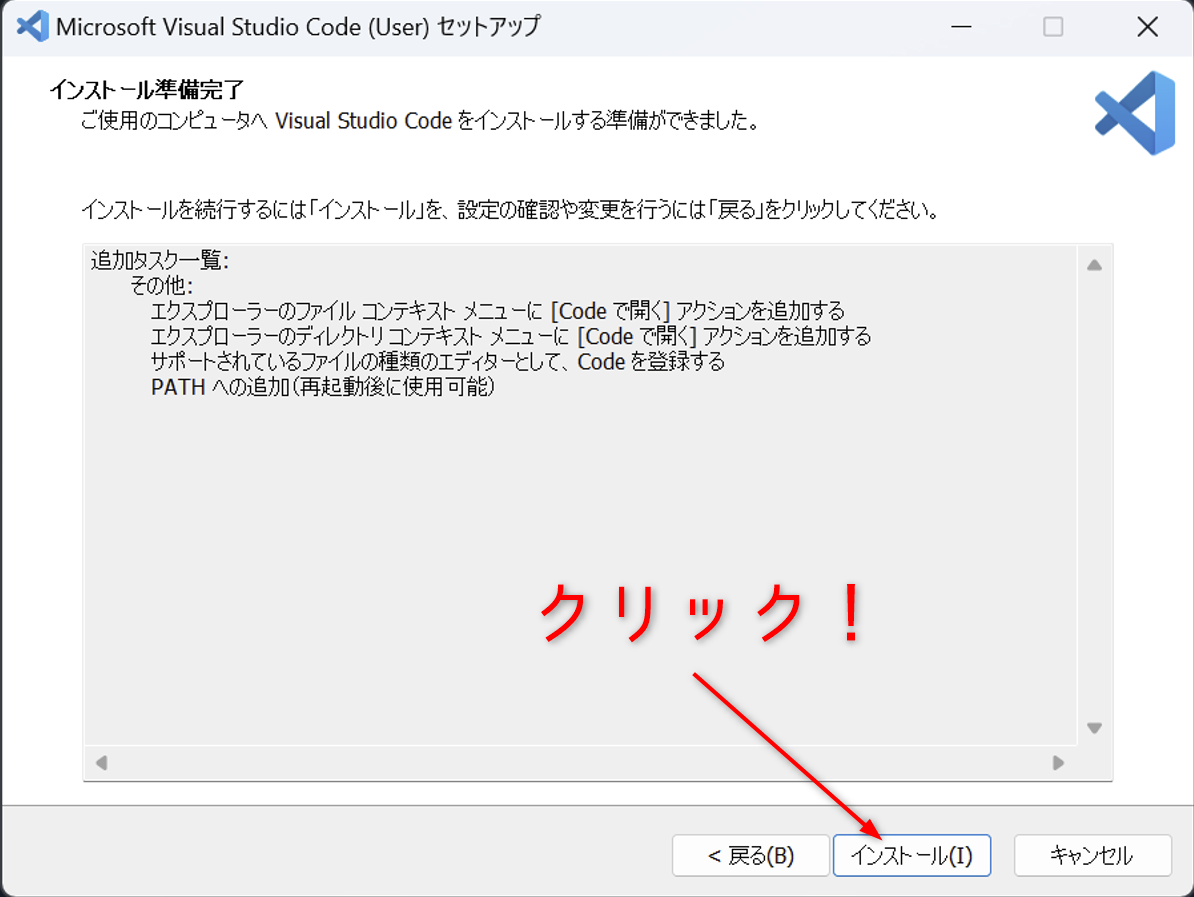 Microsoft Visual Studio Code (User) セットアップ
インストール準備完了
ご使用のコンピュータへ Visual Studio Code をインストールする準備ができました。
インストールを続行するには「インストール」を、設定の確認や変更を行うには「戻る」をクリックしてください。
追加タスク一覧:
その他:
エクスプローラーのファイル コンテキスト メニューに [Code で開く] アクションを追加する
エクスプローラーのディレクトリ コンテキスト メニューに [Code で開く] アクションを追加する
サポートされているファイルの種類のエディターとして、Code を登録する
PATH への追加(再起動後に使用可能)
クリック！
< 戻る(B) インストール(I) キャンセル